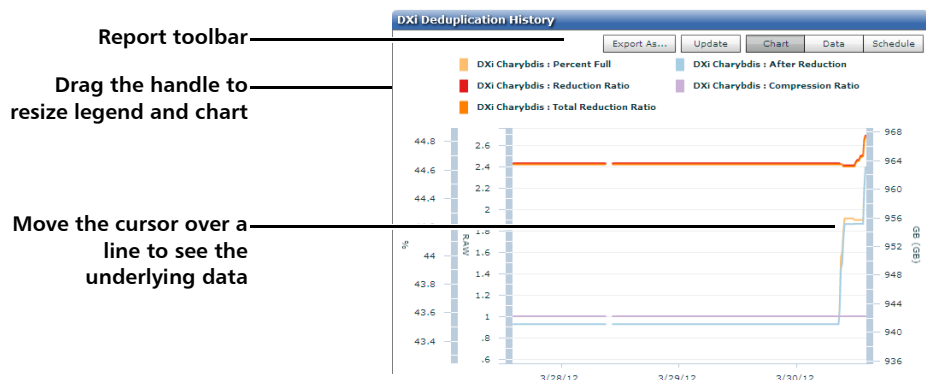 DXi Deduplication History
Report toolbar
Export As...
Update
Chart
Data
Schedule
Drag the handle to
resize legend and chart
DXi Charybdis : Percent Full
DXi Charybdis : After Reduction
DXi Charybdis : Reduction Ratio
DXi Charybdis : Compression Ratio
DXi Charybdis : Total Reduction Ratio
Move the cursor over a
line to see the
underlying data
44.8
44.6
44.4
44
43.8
43.6
43.4
%
2.6
2.4
2.2
2
1.8
1.6
1.4
1.2
1
.8
.6
RAW
968
964
960
956
952
948
944
940
936
GB (GB)
3/28/12
3/29/12
3/30/12